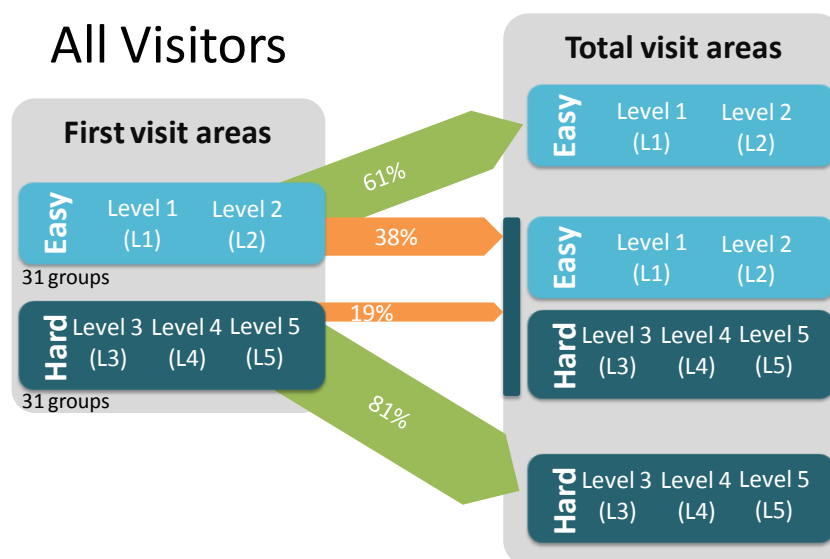 All Visitors
First visit areas
Easy
Level 1 Level 2
(L1) (L2)
31 groups
Hard
Level 3 Level 4 Level 5
(L3) (L4) (L5)
31 groups
61%
38%
19%
81%
Total visit areas
Easy
Level 1 Level 2
(L1) (L2)
Easy
Level 1 Level 2
(L1) (L2)
Hard
Level 3 Level 4 Level 5
(L3) (L4) (L5)
Hard
Level 3 Level 4 Level 5
(L3) (L4) (L5)